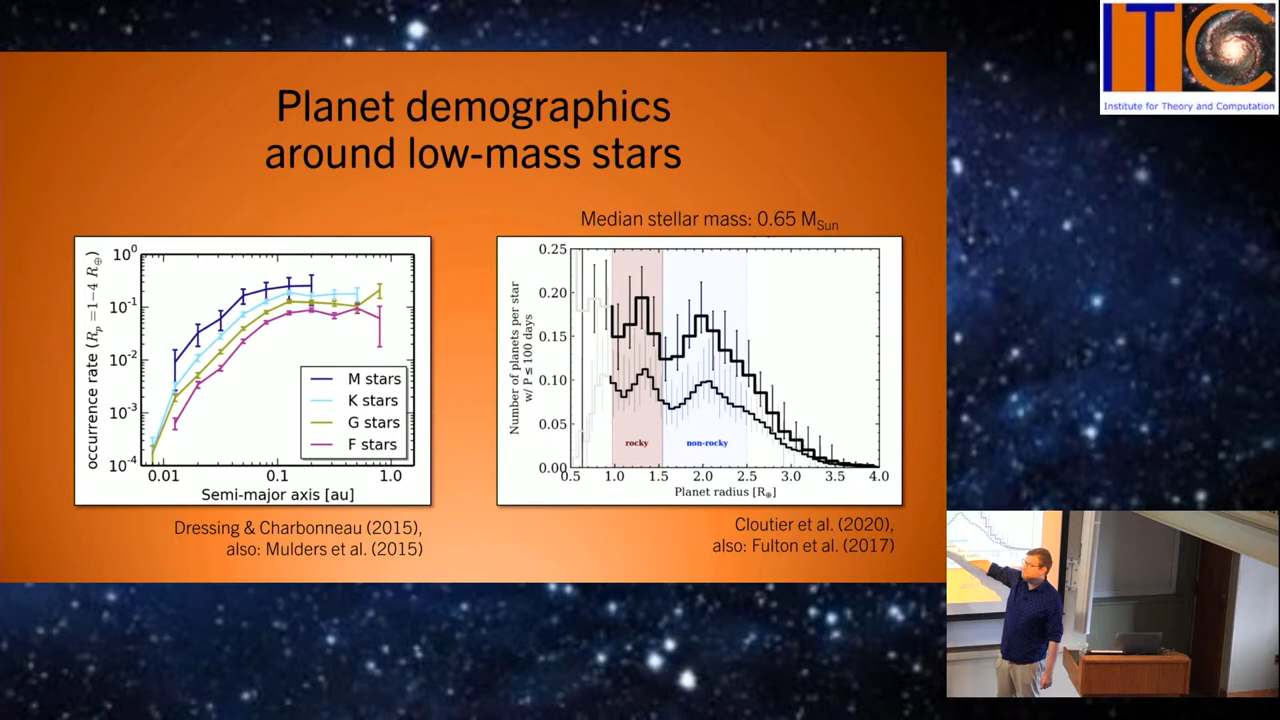 ITC
Institute for Theory and Computation
Planet demographics
around low-mass stars
Median stellar mass: 0.65 M_Sun
occurrence rate (R_p=1−4 R_⊕)
10^0
10^-1
10^-2
10^-3
10^-4
M stars
K stars
G stars
F stars
0.01
0.1
1.0
Semi-major axis [au]
Dressing & Charbonneau (2015),
also: Mulders et al. (2015)
Number of planets per star
w/ P ≤ 100 days
0.25
0.20
0.15
0.10
0.05
0.00
rocky
non-rocky
0.5 1.0 1.5 2.0 2.5 3.0 3.5 4.0
Planet radius [R_⊕]
Cloutier et al. (2020),
also: Fulton et al. (2017)